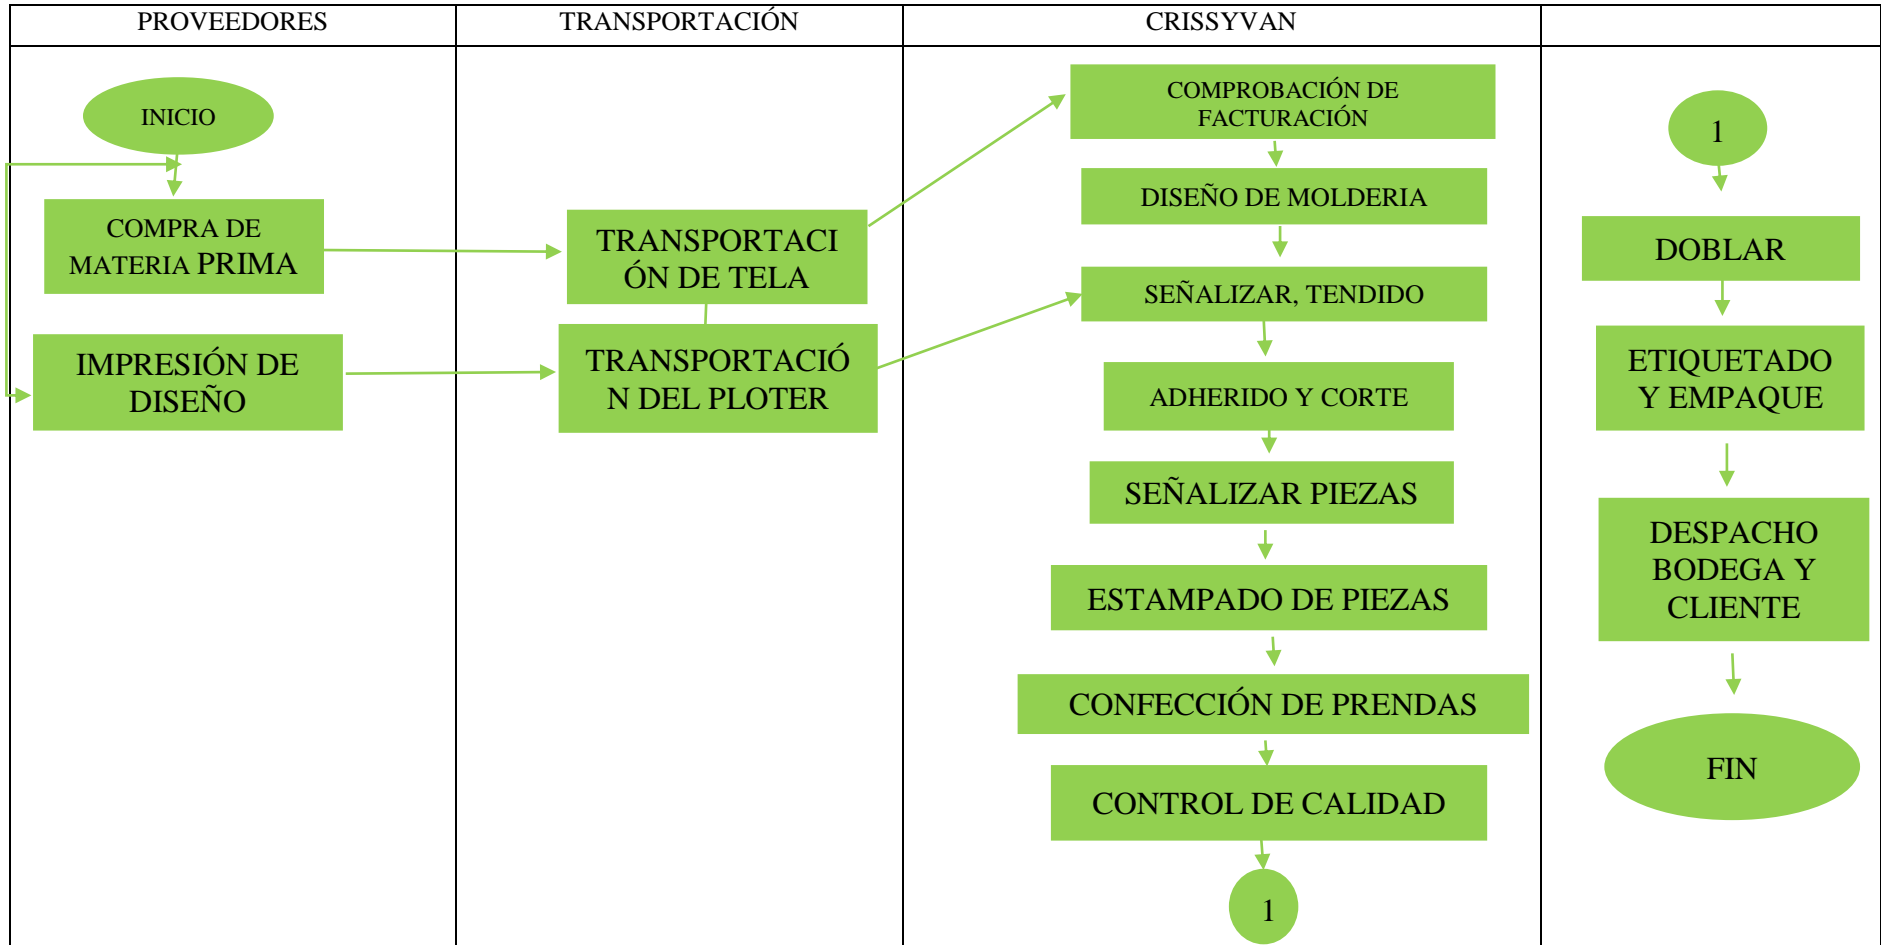 PROVEEDORES
TRANSPORTACIÓN
CRISSYVAN
INICIO
COMPRA DE
MATERIA PRIMA
IMPRESIÓN DE
DISEÑO
TRANSPORTACI
ÓN DE TELA
TRANSPORTACIÓ
N DEL PLOTER
COMPROBACIÓN DE
FACTURACIÓN
DISEÑO DE MOLDERIA
SEÑALIZAR, TENDIDO
ADHERIDO Y CORTE
SEÑALIZAR PIEZAS
ESTAMPADO DE PIEZAS
CONFECCIÓN DE PRENDAS
CONTROL DE CALIDAD
1
1
DOBLAR
ETIQUETADO
Y EMPAQUE
DESPACHO
BODEGA Y
CLIENTE
FIN